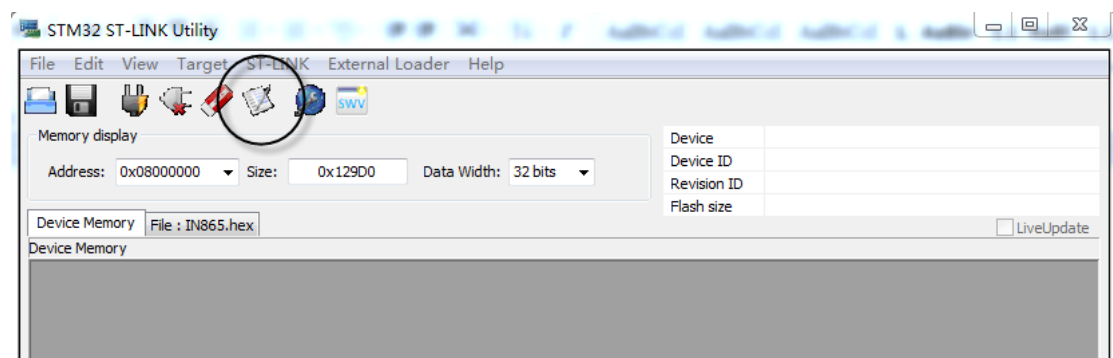 STM32 ST-LINK Utility
File Edit View Target ST-LINK External Loader Help
SWV
Memory display
Address: 0x08000000 Size: 0x129D0 Data Width: 32 bits
Device
Device ID
Revision ID
Flash size
Device Memory File : IN865.hex LiveUpdate
Device Memory